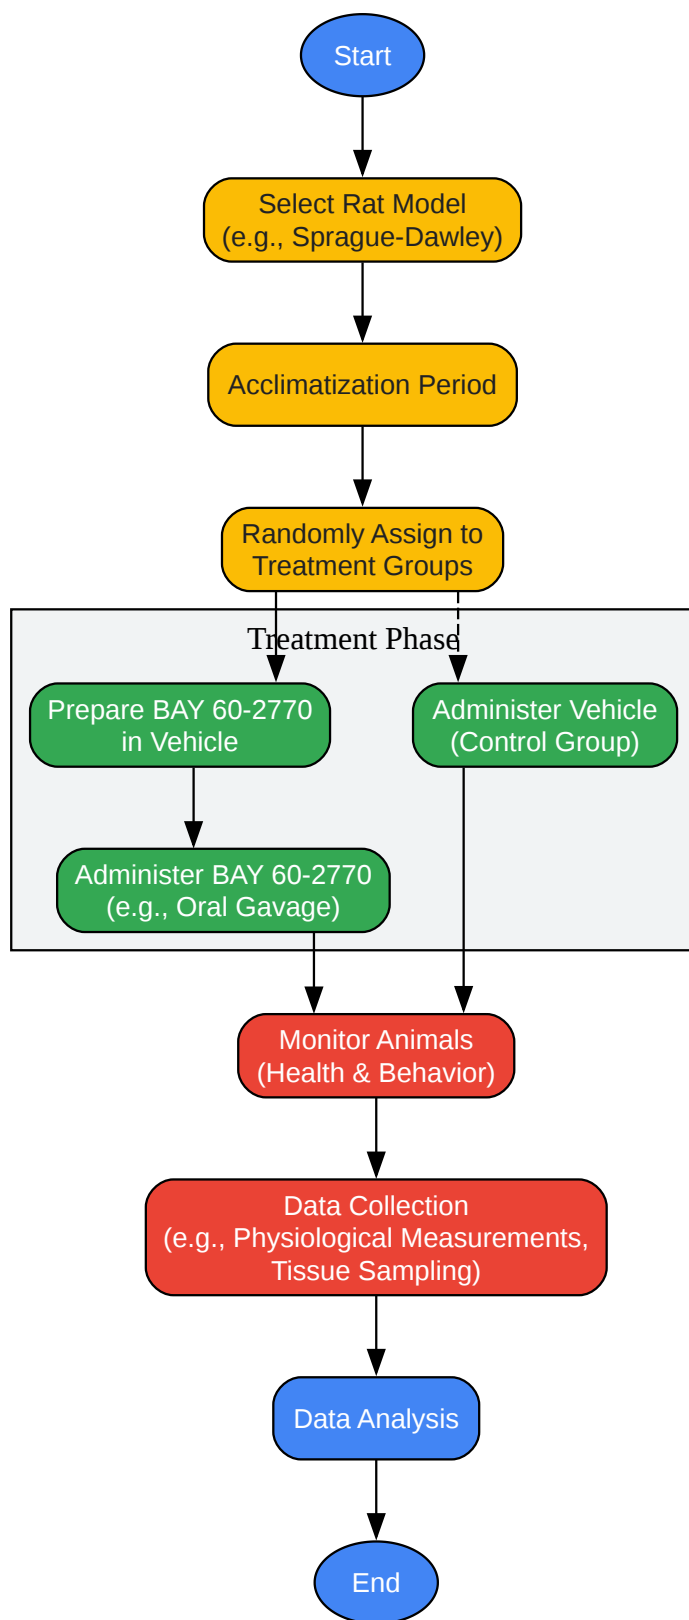 Start
Select Rat Model
(e.g., Sprague-Dawley)
Acclimatization Period
Randomly Assign to
Treatment Groups
Treatment Phase
Prepare BAY 60-2770
in Vehicle
Administer Vehicle
(Control Group)
Administer BAY 60-2770
(e.g., Oral Gavage)
Monitor Animals
(Health & Behavior)
Data Collection
(e.g., Physiological Measurements,
Tissue Sampling)
Data Analysis
End